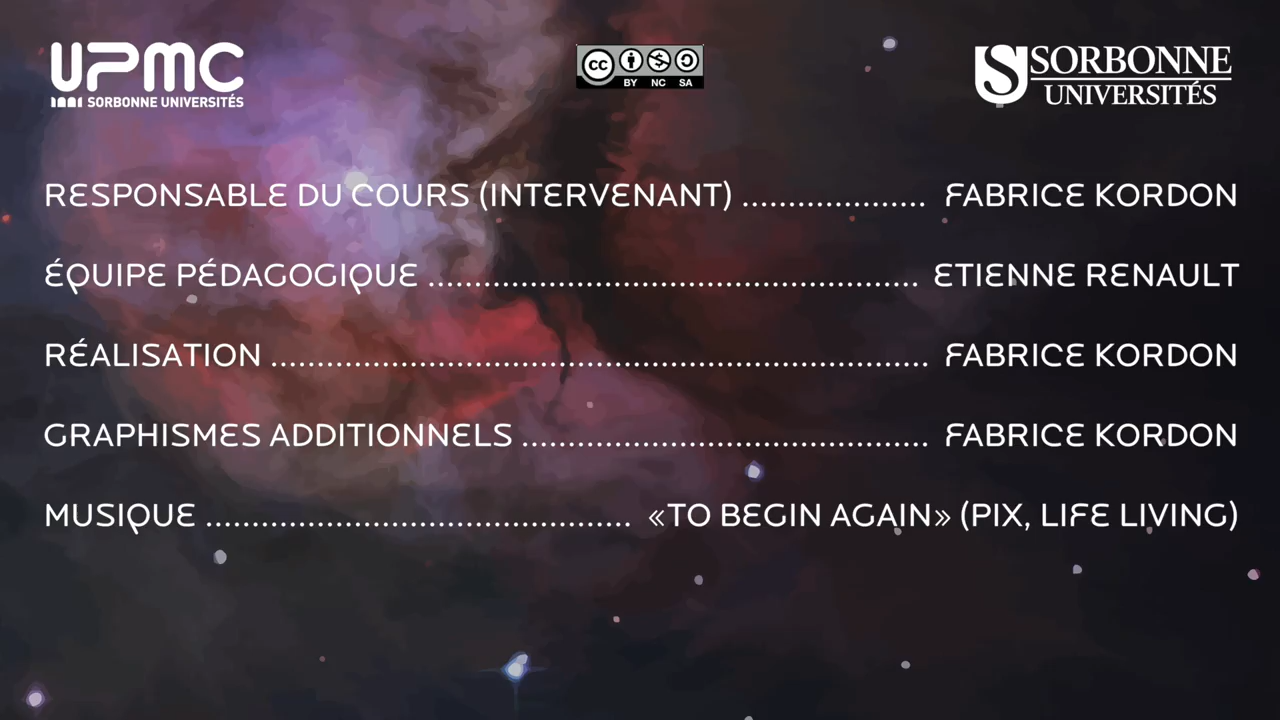 UPMC
SORBONNE UNIVERSITÉS
cc
BY NC SA
SORBONNE
UNIVERSITÉS
RESPONSABLE DU COURS (INTERVENANT) .................... FABRICE KORDON
ÉQUIPE PÉDAGOGIQUE ..................................................... ETIENNE RENAULT
RÉALISATION ....................................................................... FABRICE KORDON
GRAPHISMES ADDITIONNELS ............................................ FABRICE KORDON
MUSIQUE .............................................. «TO BEGIN AGAIN» (PIX, LIFE LIVING)